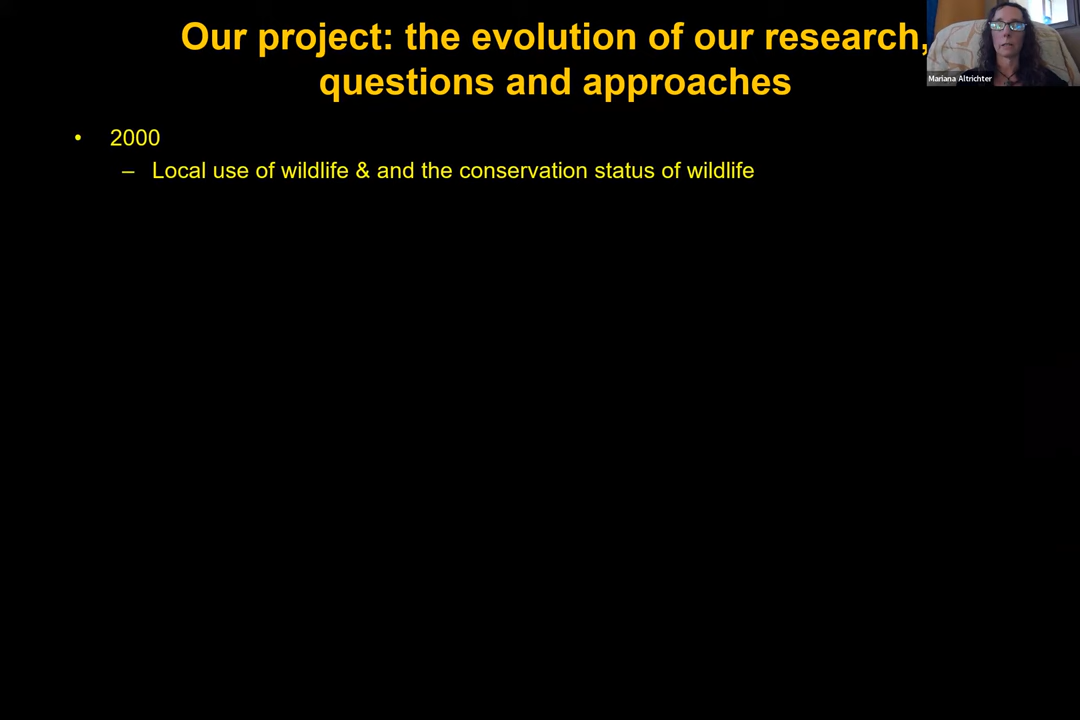 Our project: the evolution of our research,
questions and approaches
Mariana Altrichter
• 2000
– Local use of wildlife & and the conservation status of wildlife